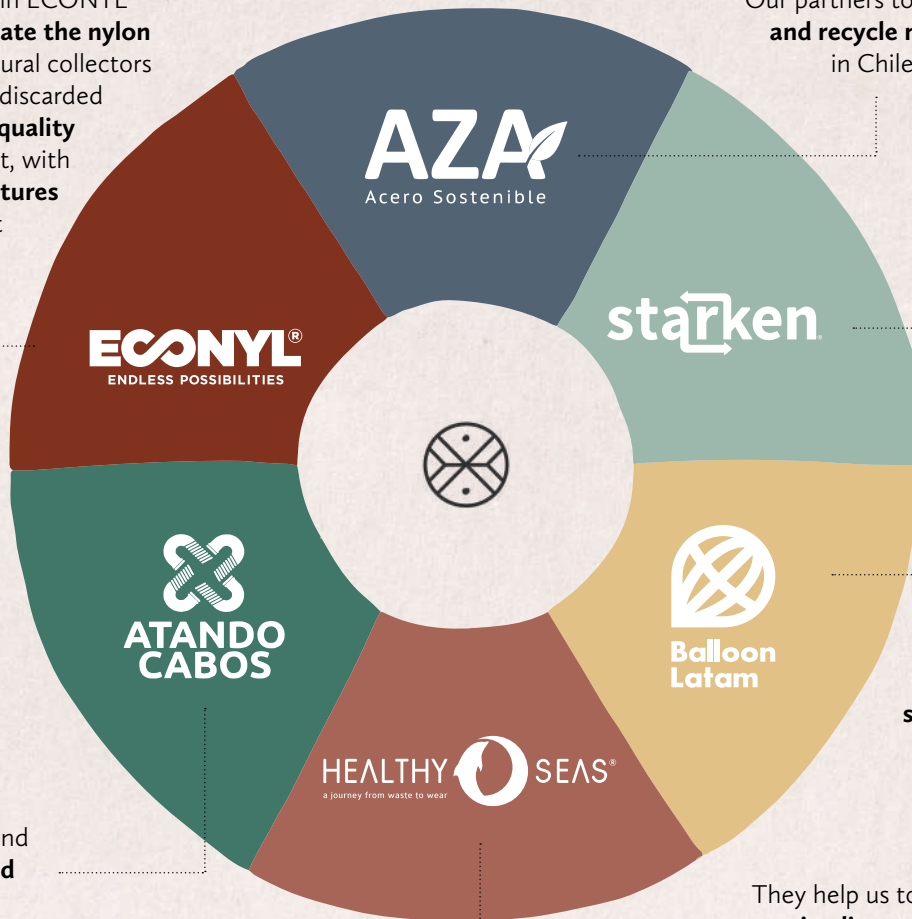 in ECONYL
ate the nylon
ural collectors
discarded
quality
t, with
tures
Our partners to
and recycle
in Chile
AZA
Acero Sostenible
starken
ECONYL®
ENDLESS POSSIBILITIES
ATANDO
CABOS
Balloon
Latam
HEALTHY SEAS®
a journey from waste to wear
s
nd
d
They help us to